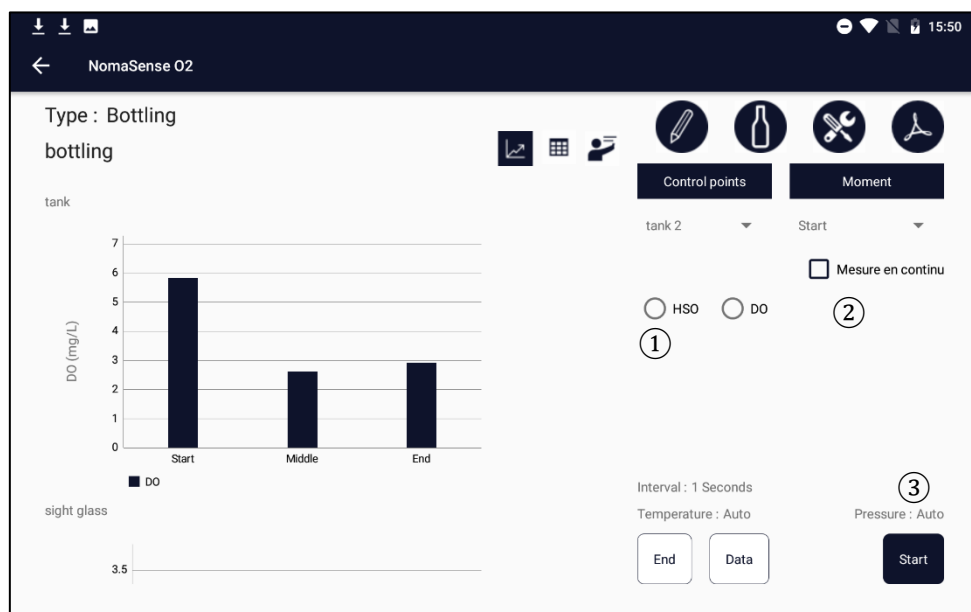 15:50
NomaSense O2
Type : Bottling
bottling
tank
7
6
5
4
3
2
1
0
DO (mg/L)
Start Middle End
DO
sight glass
3.5
Control points Moment
tank 2 Start
Mesure en continu
HSO DO
① ②
Interval : 1 Seconds
③
Temperature : Auto Pressure : Auto
End Data Start